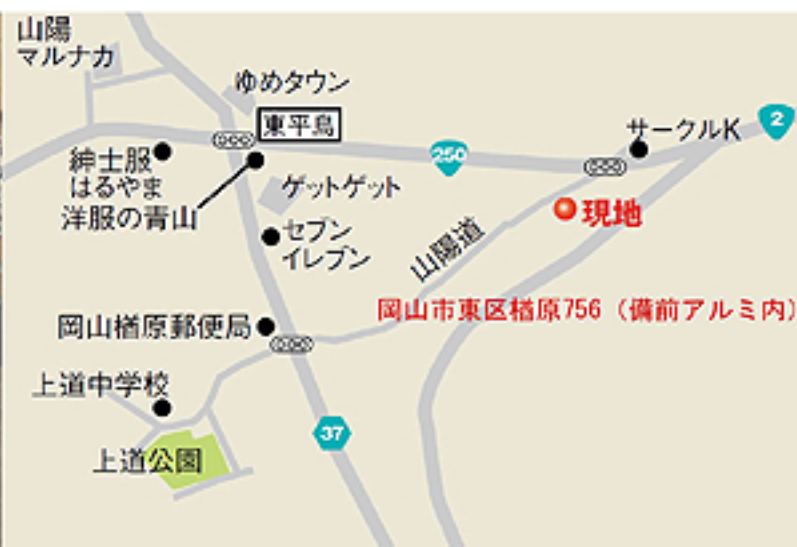 山陽
マルナカ
ゆめタウン
東平島
サークルK
2
紳士服
はるやま
洋服の青山
250
ゲットゲット
セブン
イレブン
山陽道
現地
岡山市東区楢原756（備前アルミ内）
岡山楢原郵便局
上道中学校
37
上道公園